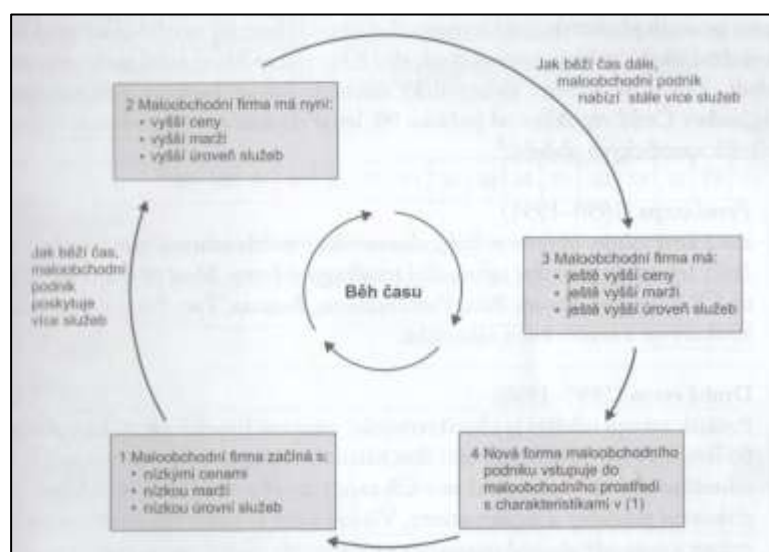 Jak běží čas dále,
maloobchodní podnik
nabízí stále více služeb
2 Maloobchodní firma má nyní:
• vyšší ceny
• vyšší marži
• vyšší úroveň služeb
Jak běží čas,
maloobchodní
podnik
poskytuje
více služeb
Běh času
3 Maloobchodní firma má:
• ještě vyšší ceny
• ještě vyšší marži
• ještě vyšší úroveň služeb
1 Maloobchodní firma začíná s:
• nízkými cenami
• nízkou marží
• nízkou úrovní služeb
4 Nová forma maloobchodního
podniku vstupuje do
maloobchodního prostředí
s charakteristikami v (1)